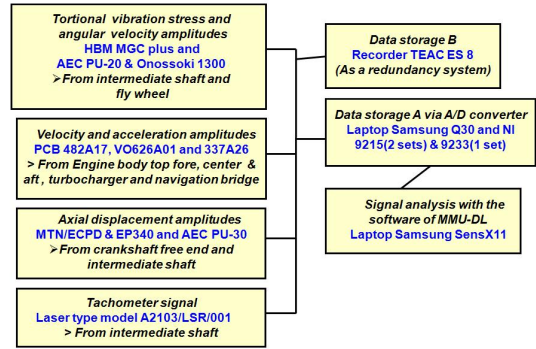 Tortional vibration stress and
angular velocity amplitudes
HBM MGC plus and
AEC PU-20 & Onossoki 1300
➢From intermediate shaft and
fly wheel
Velocity and acceleration amplitudes
PCB 482A17, VO626A01 and 337A26
> From Engine body top fore, center &
aft , turbocharger and navigation bridge
Axial displacement amplitudes
MTN/ECPD & EP340 and AEC PU-30
➢From crankshaft free end and
intermediate shaft
Tachometer signal
Laser type model A2103/LSR/001
> From intermediate shaft
Data storage B
Recorder TEAC ES 8
(As a redundancy system)
Data storage A via A/D converter
Laptop Samsung Q30 and NI
9215(2 sets) & 9233(1 set)
Signal analysis with the
software of MMU-DL
Laptop Samsung SensX11